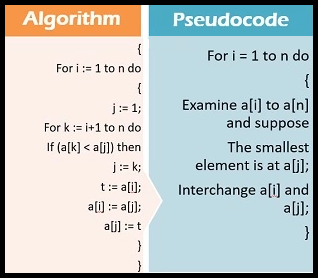 Algorithm
{
For i := 1 to n do
{
j := 1;
For k := i+1 to n do
If (a[k] < a[j]) then
j := k;
t := a[i];
a[i] := a[j];
a[j] := t
}
}
Pseudocode
For i = 1 to n do
{
Examine a[i] to a[n]
and suppose
The smallest
element is at a[j];
Interchange a[i] and
a[j];
}